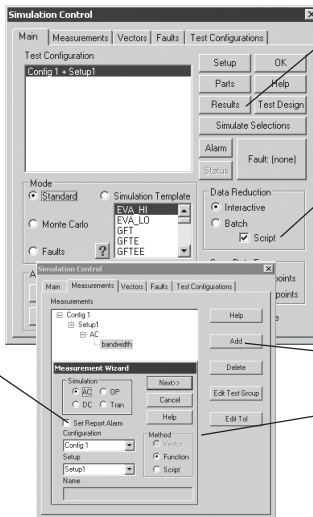 Simulation Control
Main Measurements Vectors Faults Test Configurations
Test Configuration
Config 1 + Setup1
Setup OK
Parts Help
Results Test Design
Simulate Selections
Alarm
Status
Fault: (none)
Mode
Standard
Monte Carlo
Faults
?
Simulation Template
EVA_HI
EVA_LO
GFT
GFTE
GFTEE
Data Reduction
Interactive
Batch
Script
points
points
Simulation Control
Main Measurements Vectors Faults Test Configurations
Measurements
Config 1
Setup1
AC
bandwidth
Help
Add
Delete
Edit Test Group
Edit Tol
Measurement Wizard
Simulation
AC OP
DC Tran
Next>>
Cancel
Help
Set Report Alarm
Configuration
Config 1
Setup
Setup1
Name
Method
Vector
Function
Script